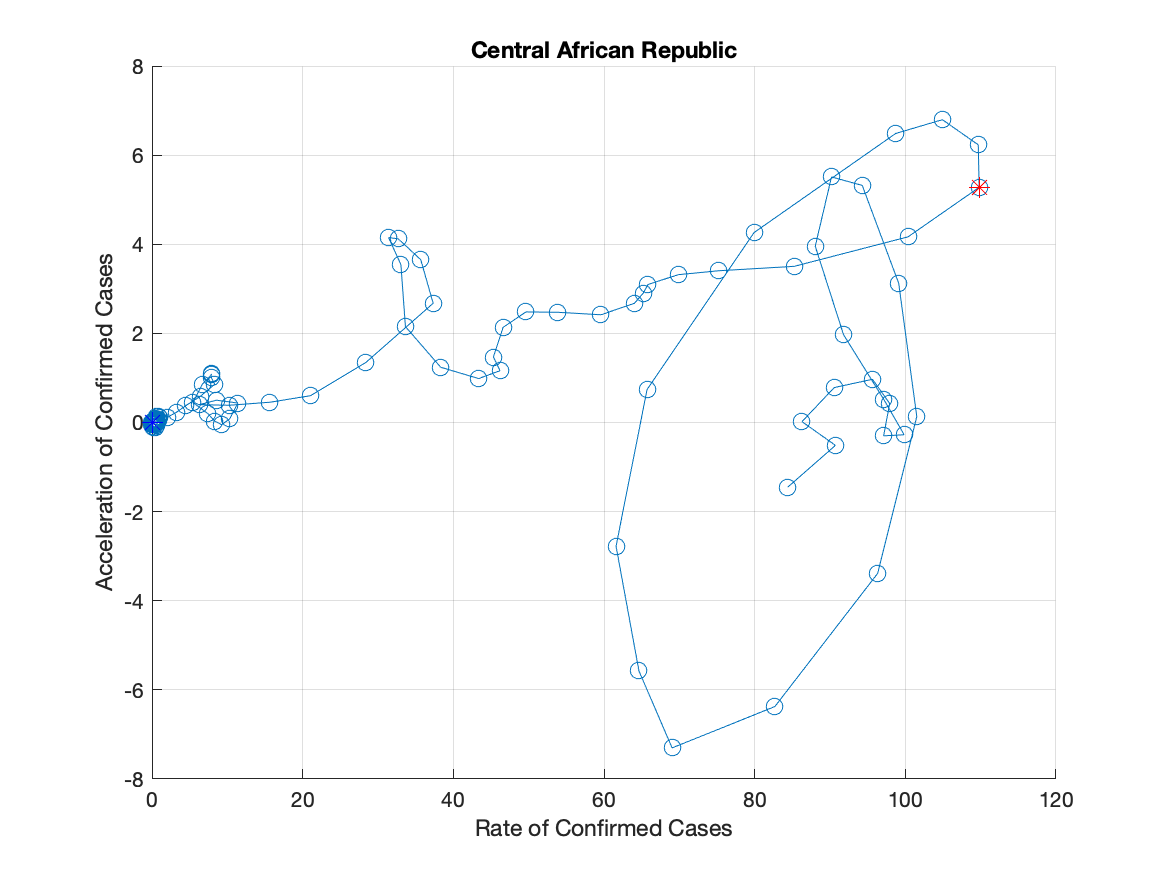 Central African Republic
Acceleration of Confirmed Cases
8
6
4
2
0
-2
-4
-6
-8
0 20 40 60 80 100 120
Rate of Confirmed Cases